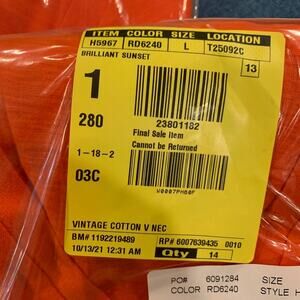 ITEM COLOR SIZE LOCATION
H5967 RD6240 L T25092C
BRILLIANT SUNSET
13
1
280
23801182
Final Sale Item
Cannot be Returned
1-18-2
03C
V0007PH60F
VINTAGE COTTON V NEC
BM# 1192219489 RP# 6007639435 0010
10/13/21 12:31 AM Qty 14
PO# 6091284 SIZE
COLOR RD6240 STYLE H